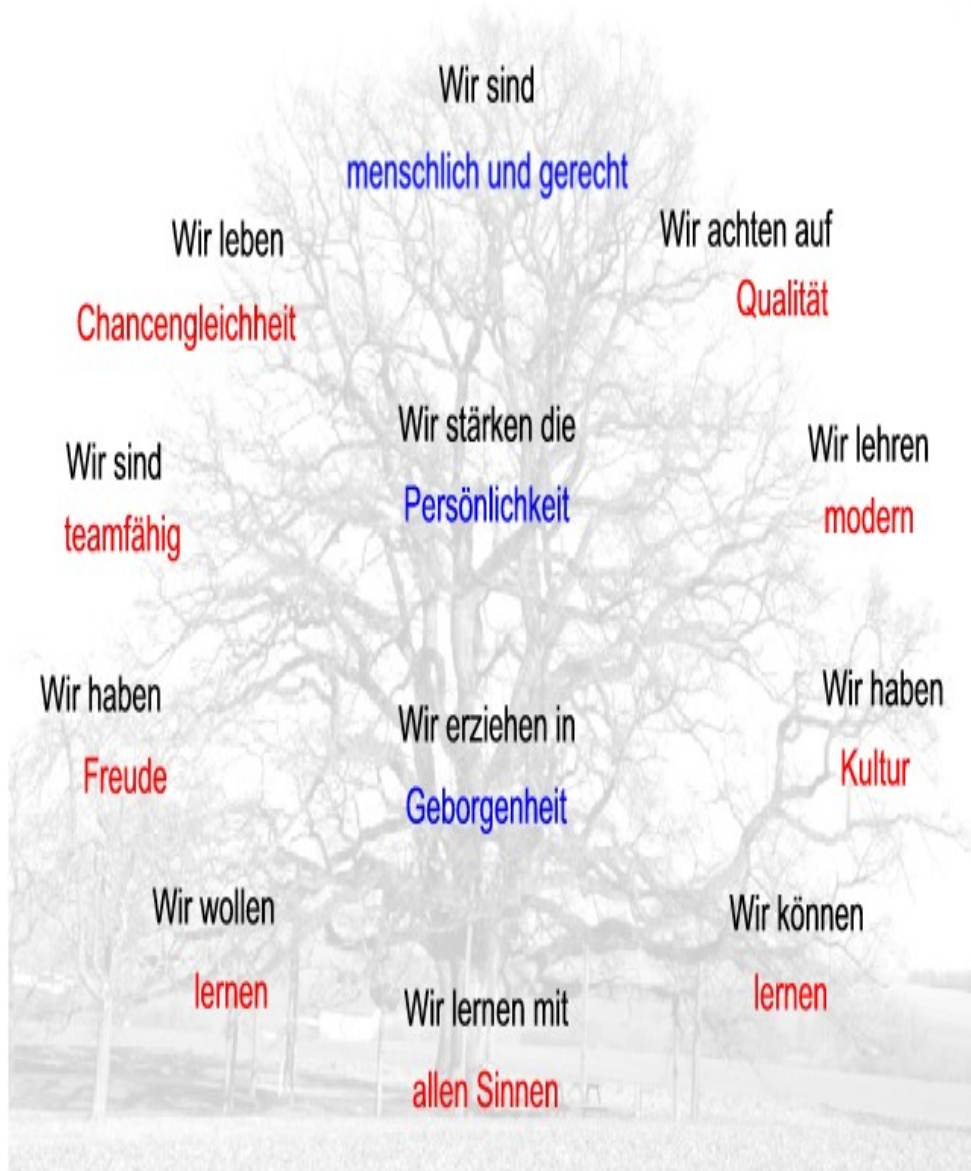 Wir sind
menschlich und gerecht
Wir leben
Chancengleichheit
Wir achten auf
Qualität
Wir stärken die
Persönlichkeit
Wir sind
teamfähig
Wir lehren
modern
Wir haben
Freude
Wir erziehen in
Geborgenheit
Wir haben
Kultur
Wir wollen
lernen
Wir können
lernen
Wir lernen mit
allen Sinnen